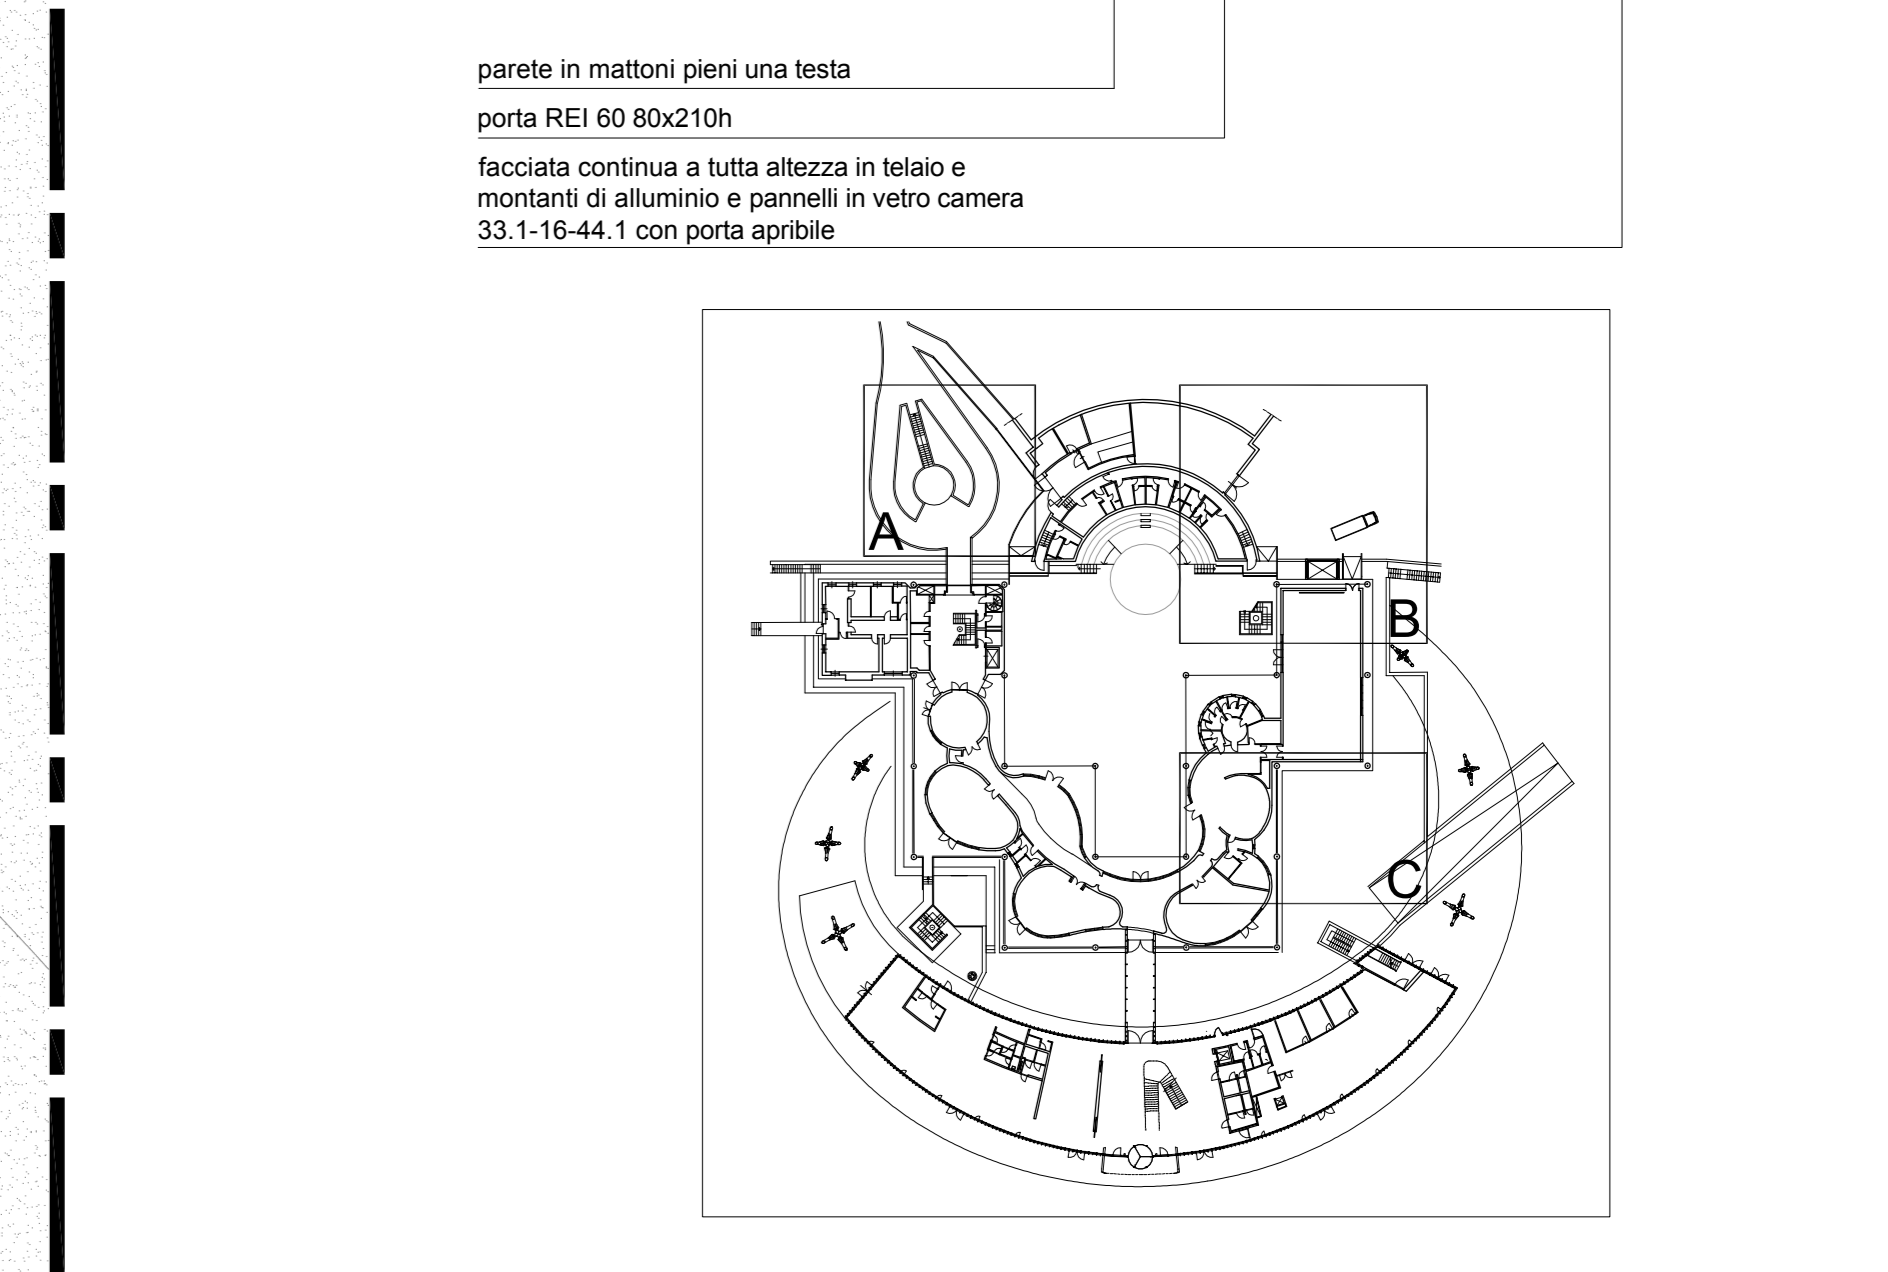 parete in mattoni pieni una testa
porta REI 60 80x210h
facciata continua a tutta altezza in telaio e
montanti di alluminio e pannelli in vetro camera
33.1-16-44.1 con porta apribile
A
B
C